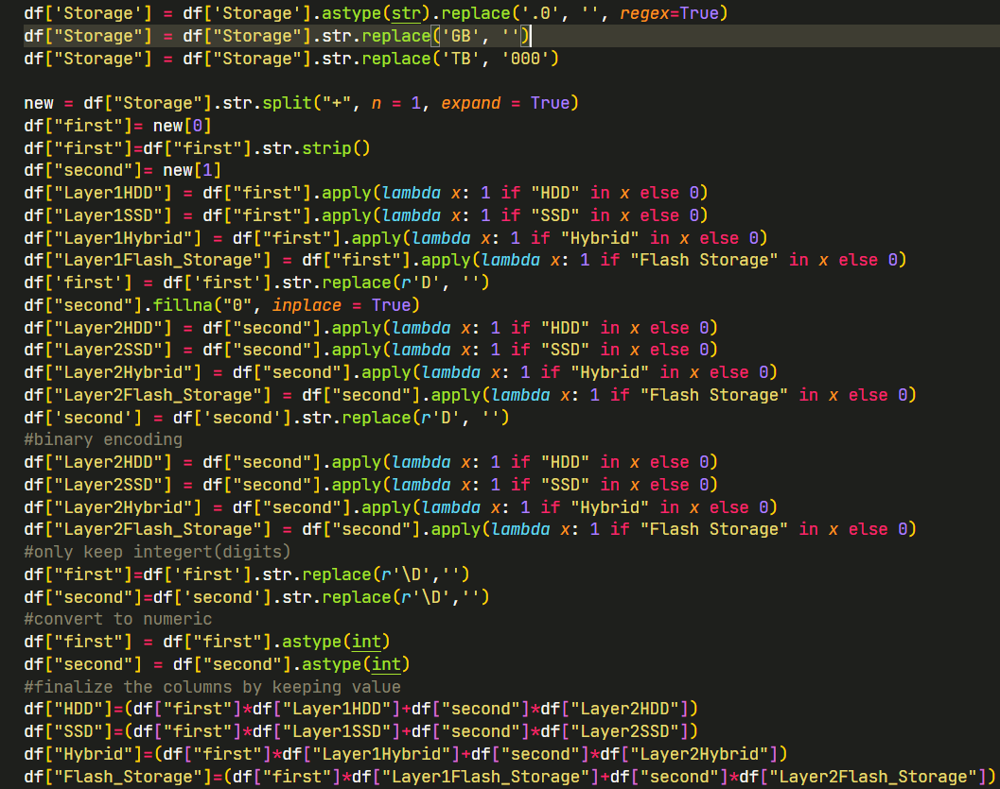 df['Storage'] = df['Storage'].astype(str).replace('.0', '', regex=True)
df["Storage"] = df["Storage"].str.replace('GB', '')
df["Storage"] = df["Storage"].str.replace('TB', '000')
new = df["Storage"].str.split("+", n = 1, expand = True)
df["first"]= new[0]
df["first"]=df["first"].str.strip()
df["second"]= new[1]
df["Layer1HDD"] = df["first"].apply(lambda x: 1 if "HDD" in x else 0)
df["Layer1SSD"] = df["first"].apply(lambda x: 1 if "SSD" in x else 0)
df["Layer1Hybrid"] = df["first"].apply(lambda x: 1 if "Hybrid" in x else 0)
df["Layer1Flash_Storage"] = df["first"].apply(lambda x: 1 if "Flash Storage" in x else 0)
df['first'] = df['first'].str.replace(r'D', '')
df["second"].fillna("0", inplace = True)
df["Layer2HDD"] = df["second"].apply(lambda x: 1 if "HDD" in x else 0)
df["Layer2SSD"] = df["second"].apply(lambda x: 1 if "SSD" in x else 0)
df["Layer2Hybrid"] = df["second"].apply(lambda x: 1 if "Hybrid" in x else 0)
df["Layer2Flash_Storage"] = df["second"].apply(lambda x: 1 if "Flash Storage" in x else 0)
df['second'] = df['second'].str.replace(r'D', '')
#binary encoding
df["Layer2HDD"] = df["second"].apply(lambda x: 1 if "HDD" in x else 0)
df["Layer2SSD"] = df["second"].apply(lambda x: 1 if "SSD" in x else 0)
df["Layer2Hybrid"] = df["second"].apply(lambda x: 1 if "Hybrid" in x else 0)
df["Layer2Flash_Storage"] = df["second"].apply(lambda x: 1 if "Flash Storage" in x else 0)
#only keep integert(digits)
df["first"]=df['first'].str.replace(r'\D','')
df["second"]=df['second'].str.replace(r'\D','')
#convert to numeric
df["first"] = df["first"].astype(int)
df["second"] = df["second"].astype(int)
#finalize the columns by keeping value
df["HDD"]=(df["first"]*df["Layer1HDD"]+df["second"]*df["Layer2HDD"])
df["SSD"]=(df["first"]*df["Layer1SSD"]+df["second"]*df["Layer2SSD"])
df["Hybrid"]=(df["first"]*df["Layer1Hybrid"]+df["second"]*df["Layer2Hybrid"])
df["Flash_Storage"]=(df["first"]*df["Layer1Flash_Storage"]+df["second"]*df["Layer2Flash_Storage"])